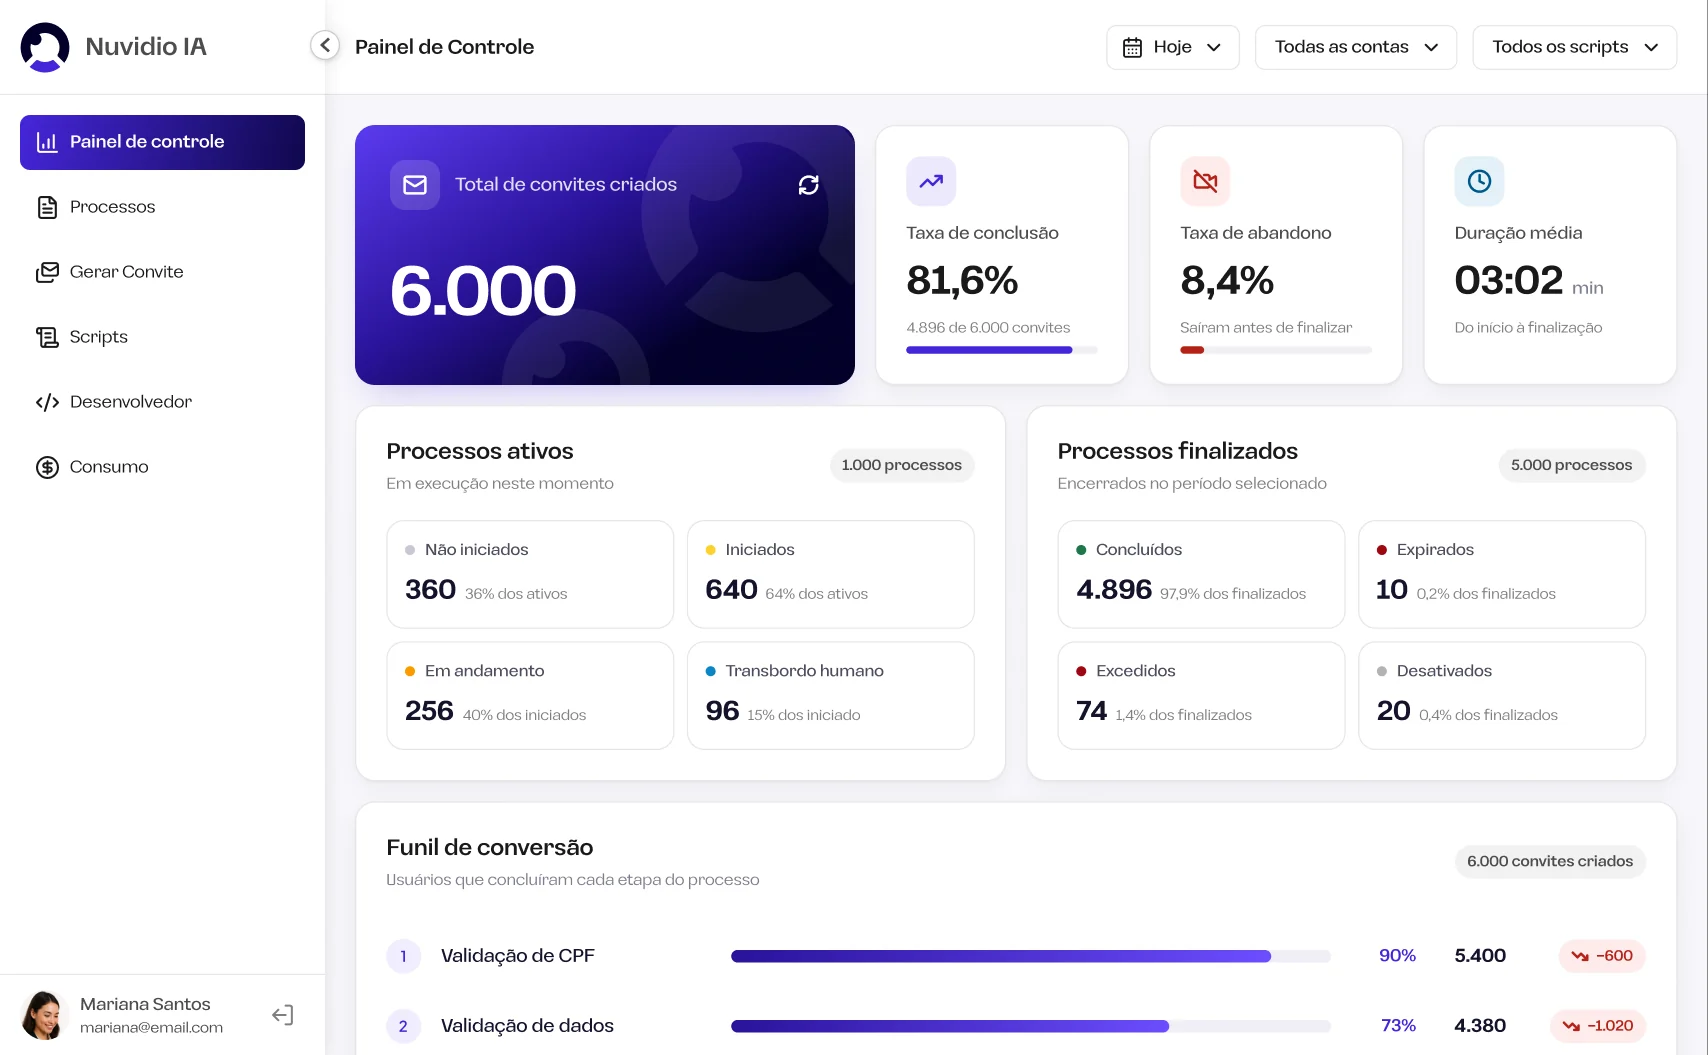 Nuvidio IA
Painel de Controle
Hoje
Todas as contas
Todos os scripts
Painel de controle
Processos
Gerar Convite
Scripts
Desenvolvedor
Consumo
Mariana Santos
mariana@email.com
Total de convites criados
6.000
Taxa de conclusão
81,6%
4.896 de 6.000 convites
Taxa de abandono
8,4%
Saíram antes de finalizar
Duração média
03:02 min
Do início à finalização
Processos ativos
Em execução neste momento
1.000 processos
Não iniciados
360 36% dos ativos
Iniciados
640 64% dos ativos
Em andamento
256 40% dos iniciados
Transbordo humano
96 15% dos iniciado
Processos finalizados
Encerrados no período selecionado
5.000 processos
Concluídos
4.896 97,9% dos finalizados
Expirados
10 0,2% dos finalizados
Excedidos
74 1,4% dos finalizados
Desativados
20 0,4% dos finalizados
Funil de conversão
Usuários que concluíram cada etapa do processo
6.000 convites criados
1 Validação de CPF 90% 5.400 -600
2 Validação de dados 73% 4.380 -1.020